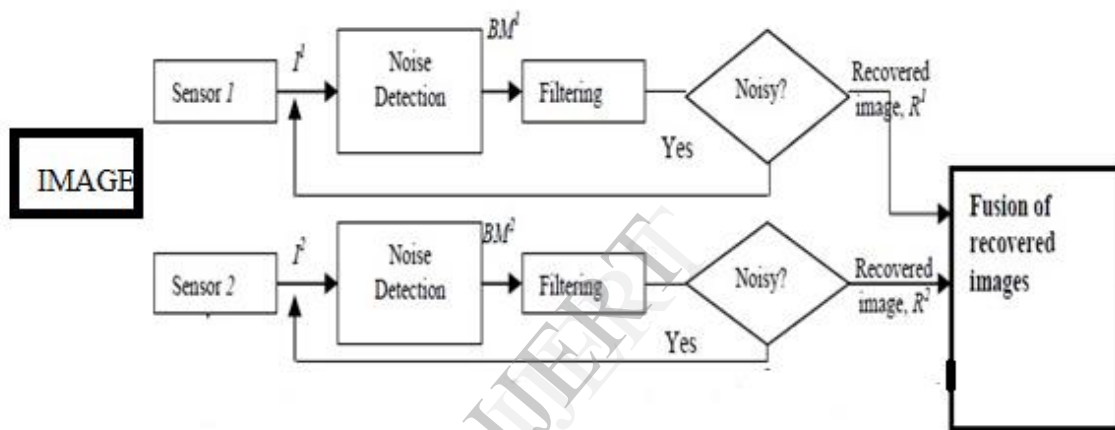 IMAGE
Sensor 1
I¹
Noise
Detection
BM¹
Filtering
Noisy?
Yes
Recovered
image, R¹
Sensor 2
I²
Noise
Detection
BM²
Filtering
Noisy?
Yes
Recovered
image, R²
Fusion of
recovered
images
IJERT